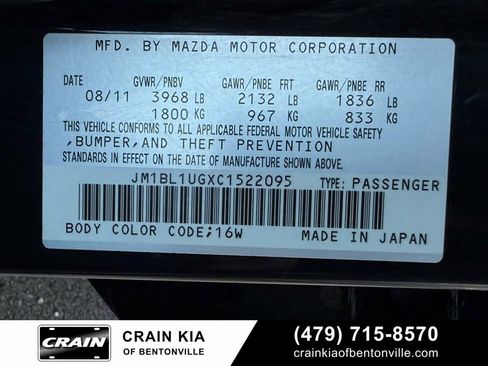 MFD. BY MAZDA MOTOR CORPORATION
DATE GVWR/PNBV GAWR/PNBE FRT GAWR/PNBE RR
08/11 3968 LB 2132 LB 1836 LB
1800 KG 967 KG 833 KG
THIS VEHICLE CONFORMS TO ALL APPLICABLE FEDERAL MOTOR VEHICLE SAFETY
,BUMPER,AND THEFT PREVENTION
STANDARDS IN EFFECT ON THE DATE OF MANUFACTURE SHOWN ABOVE.
JM1BL1UGXC1522095 TYPE: PASSENGER
BODY COLOR CODE;16W MADE IN JAPAN
CRAIN
CRAIN KIA
OF BENTONVILLE
(479) 715-8570
crainkiaofbentonville.com